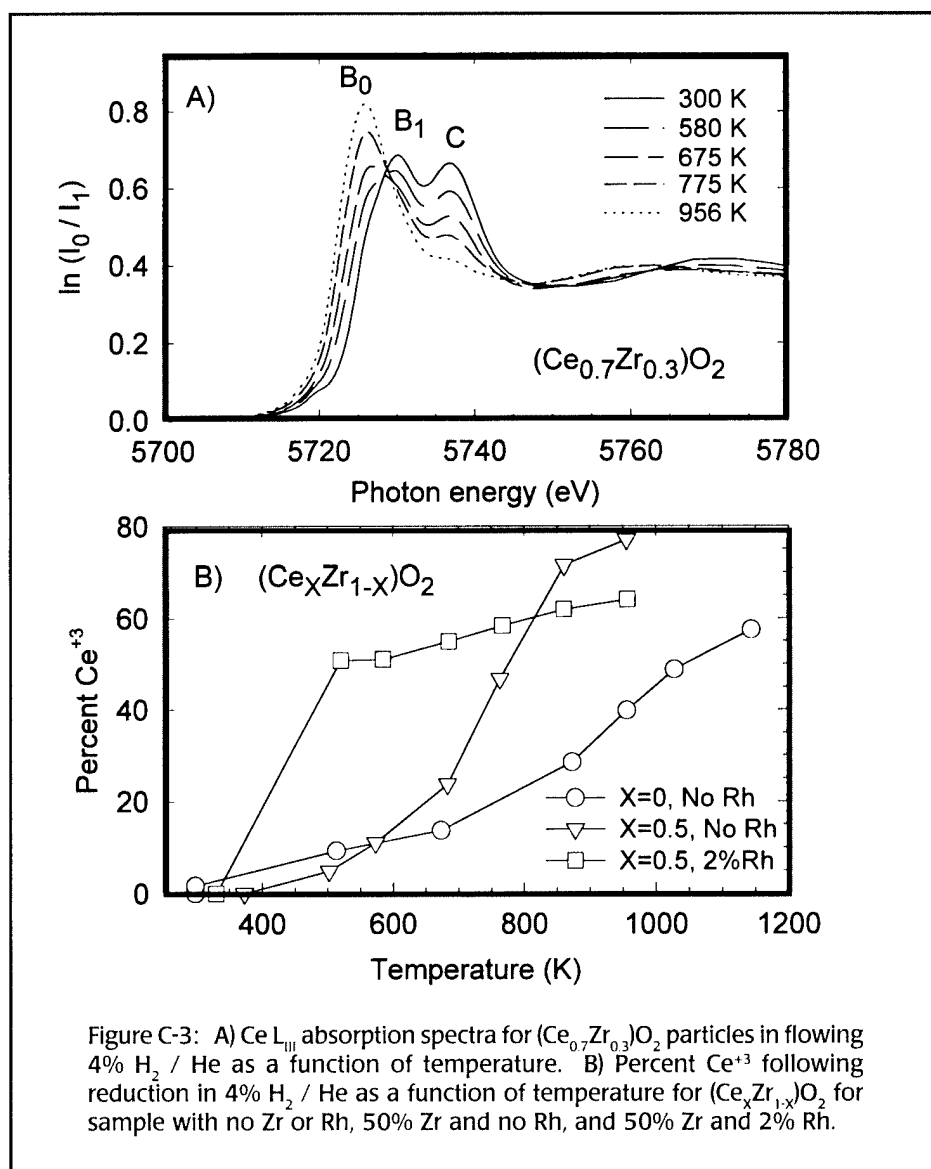 A)
B₀
B₁
C
300 K
580 K
675 K
775 K
956 K
0.8
0.6
0.4
0.2
0.0
ln (I₀ / I₁)
(Ce₀.₇Zr₀.₃)O₂
5700
5720
5740
5760
5780
Photon energy (eV)
B) (CeₓZr₁₋ₓ)O₂
80
60
40
20
0
Percent Ce⁺³
X=0, No Rh
X=0.5, No Rh
X=0.5, 2%Rh
400
600
800
1000
1200
Temperature (K)
Figure C-3: A) Ce L_III absorption spectra for (Ce₀.₇Zr₀.₃)O₂ particles in flowing
4% H₂ / He as a function of temperature. B) Percent Ce⁺³ following
reduction in 4% H₂ / He as a function of temperature for (CeₓZr₁₋ₓ)O₂ for
sample with no Zr or Rh, 50% Zr and no Rh, and 50% Zr and 2% Rh.